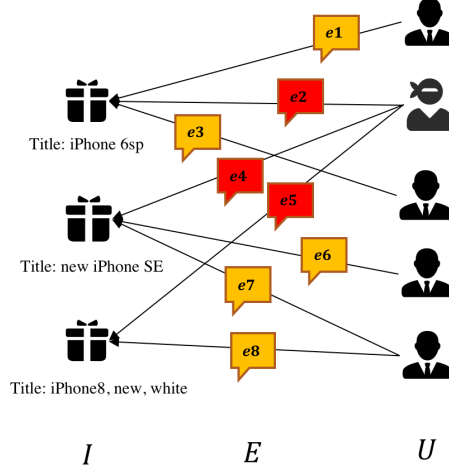 e1
e2
e3
Title: iPhone 6sp
e4
e5
e6
Title: new iPhone SE
e7
e8
Title: iPhone8, new, white
I E U